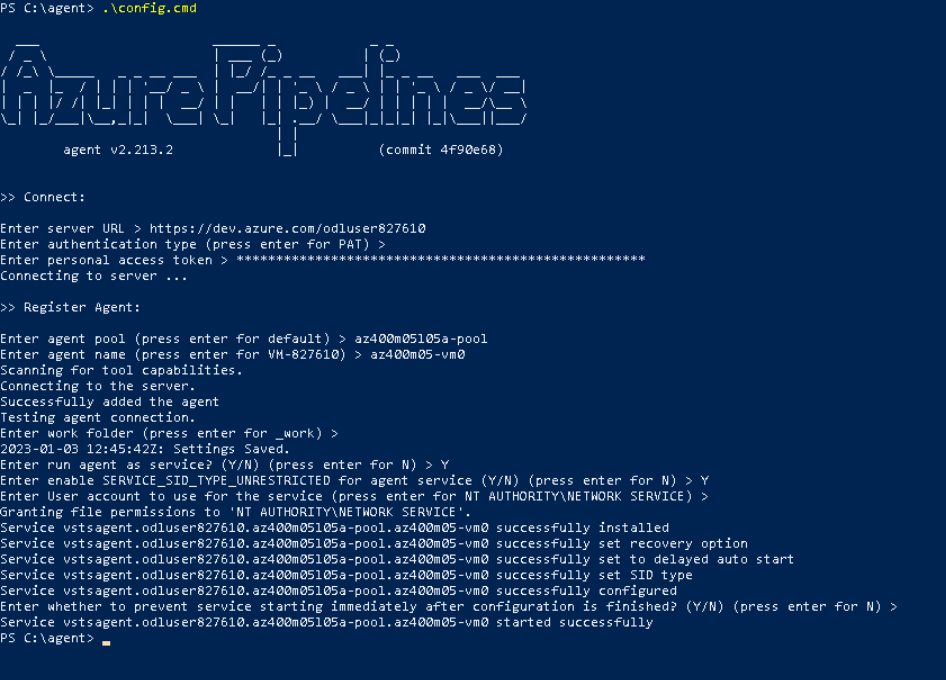 PS C:\agent> .\config.cmd
AzurePipelines
agent v2.213.2 (commit 4f90e68)
>> Connect:
Enter server URL > https://dev.azure.com/odluser827610
Enter authentication type (press enter for PAT) >
Enter personal access token > ****************************************************
Connecting to server ...
>> Register Agent:
Enter agent pool (press enter for default) > az400m05l05a-pool
Enter agent name (press enter for VM-827610) > az400m05-vm0
Scanning for tool capabilities.
Connecting to the server.
Successfully added the agent
Testing agent connection.
Enter work folder (press enter for _work) >
2023-01-03 12:45:42Z: Settings Saved.
Enter run agent as service? (Y/N) (press enter for N) > Y
Enter enable SERVICE_SID_TYPE_UNRESTRICTED for agent service (Y/N) (press enter for N) > Y
Enter User account to use for the service (press enter for NT AUTHORITY\NETWORK SERVICE) >
Granting file permissions to 'NT AUTHORITY\NETWORK SERVICE'.
Service vstsagent.odluser827610.az400m05l05a-pool.az400m05-vm0 successfully installed
Service vstsagent.odluser827610.az400m05l05a-pool.az400m05-vm0 successfully set recovery option
Service vstsagent.odluser827610.az400m05l05a-pool.az400m05-vm0 successfully set to delayed auto start
Service vstsagent.odluser827610.az400m05l05a-pool.az400m05-vm0 successfully set SID type
Service vstsagent.odluser827610.az400m05l05a-pool.az400m05-vm0 successfully configured
Enter whether to prevent service starting immediately after configuration is finished? (Y/N) (press enter for N) >
Service vstsagent.odluser827610.az400m05l05a-pool.az400m05-vm0 started successfully
PS C:\agent>